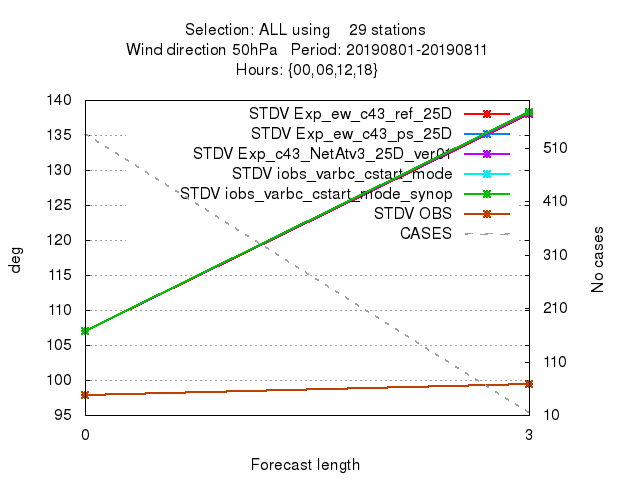 Selection: ALL using 29 stations
Wind direction 50hPa Period: 20190801-20190811
Hours: {00,06,12,18}
STDV Exp_ew_c43_ref_25D
STDV Exp_ew_c43_ps_25D
STDV Exp_c43_NetAtv3_25D_ver01
STDV iobs_varbc_cstart_mode
STDV iobs_varbc_cstart_mode_synop
STDV OBS
CASES
140
135
130
125
120
115
110
105
100
95
deg
510
410
310
210
110
10
No cases
0
3
Forecast length